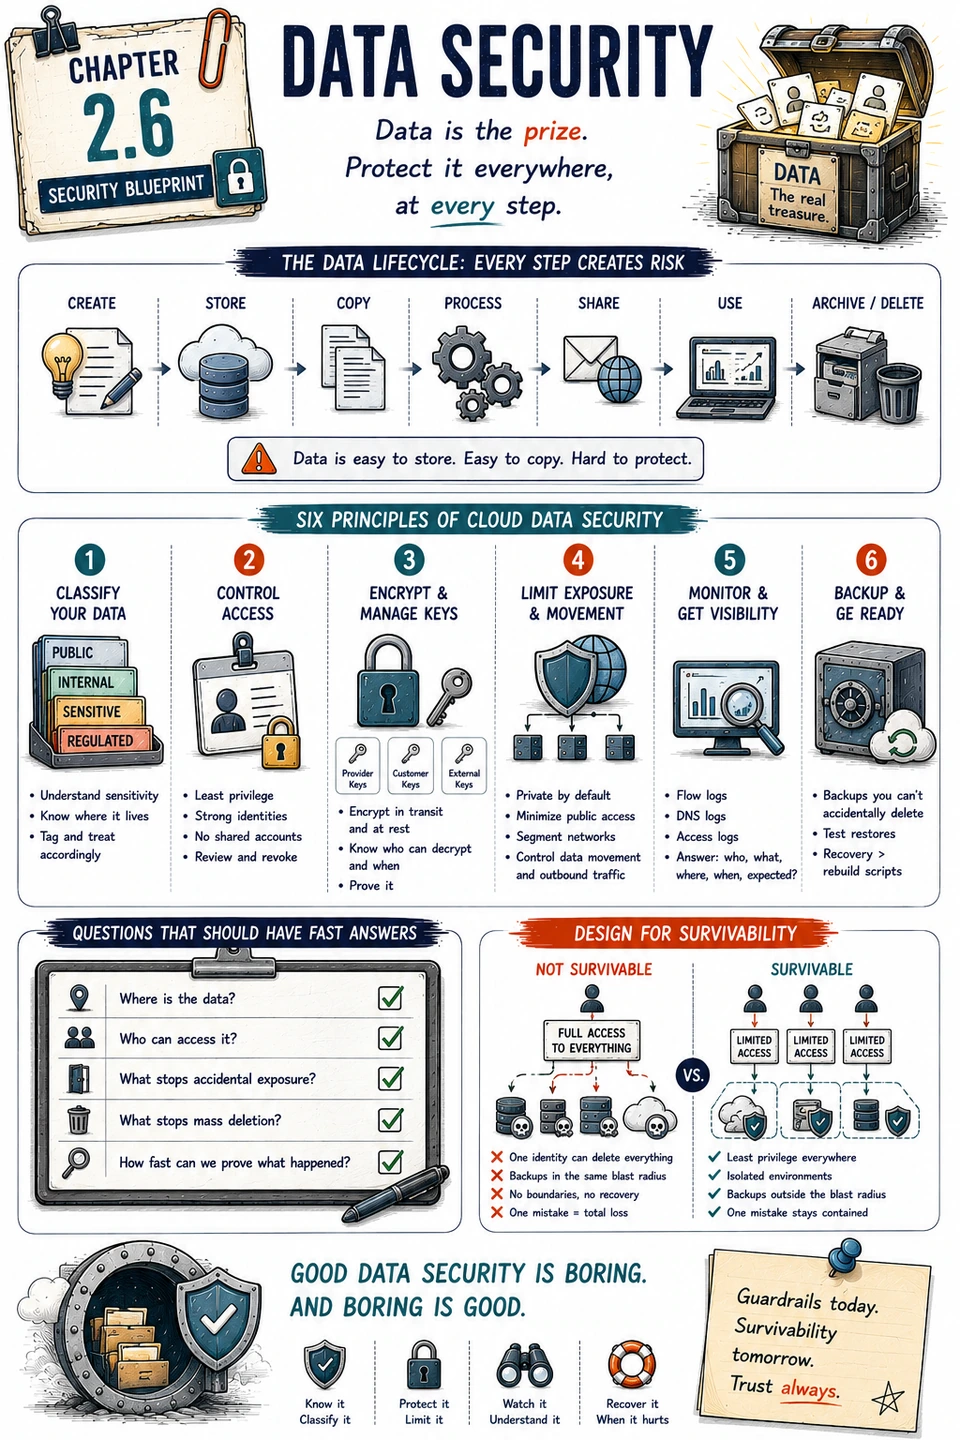 CHAPTER
2.6
SECURITY BLUEPRINT
DATA SECURITY
Data is the prize.
Protect it everywhere,
at every step.
DATA
The real
treasure.
THE DATA LIFECYCLE: EVERY STEP CREATES RISK
CREATE
STORE
COPY
PROCESS
SHARE
USE
ARCHIVE / DELETE
Data is easy to store. Easy to copy. Hard to protect.
SIX PRINCIPLES OF CLOUD DATA SECURITY
1
CLASSIFY
YOUR DATA
PUBLIC
INTERNAL
SENSITIVE
REGULATED
• Understand sensitivity
• Know where it lives
• Tag and treat
accordingly
2
CONTROL
ACCESS
• Least privilege
• Strong identities
• No shared accounts
• Review and revoke
3
ENCRYPT &
MANAGE KEYS
Provider
Keys
Customer
Keys
External
Keys
• Encrypt in transit
and at rest
• Know who can decrypt
and when
• Prove it
4
LIMIT EXPOSURE
& MOVEMENT
• Private by default
• Minimize public access
• Segment networks
• Control data movement
and outbound traffic
5
MONITOR &
GET VISIBILITY
• Flow logs
• DNS logs
• Access logs
• Answer: who, what,
where, when, expected?
6
BACKUP &
GE READY
• Backups you can't
accidentally delete
• Test restores
• Recovery >
rebuild scripts
QUESTIONS THAT SHOULD HAVE FAST ANSWERS
Where is the data?
Who can access it?
What stops accidental exposure?
What stops mass deletion?
How fast can we prove what happened?
DESIGN FOR SURVIVABILITY
NOT SURVIVABLE
FULL ACCESS
TO EVERYTHING
One identity can delete everything
Backups in the same blast radius
No boundaries, no recovery
One mistake = total loss
VS.
SURVIVABLE
LIMITED
ACCESS
LIMITED
ACCESS
LIMITED
ACCESS
Least privilege everywhere
Isolated environments
Backups outside the blast radius
One mistake stays contained
GOOD DATA SECURITY IS BORING.
AND BORING IS GOOD.
Know it
Classify it
Protect it
Limit it
Watch it
Understand it
Recover it
When it hurts
Guardrails today.
Survivability
tomorrow.
Trust always.